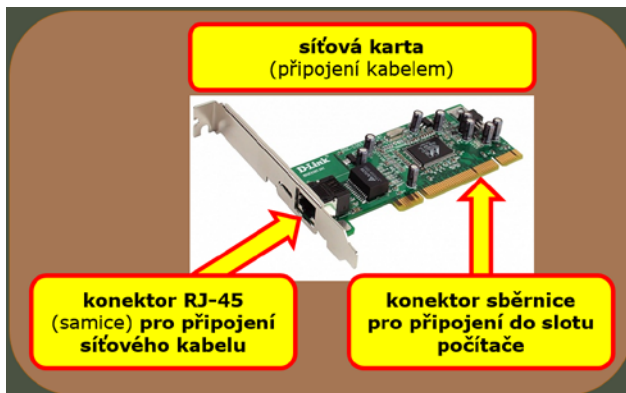 síťová karta
(připojení kabelem)
D-Link
konektor RJ-45
(samice) pro připojení
síťového kabelu
konektor sběrnice
pro připojení do slotu
počítače